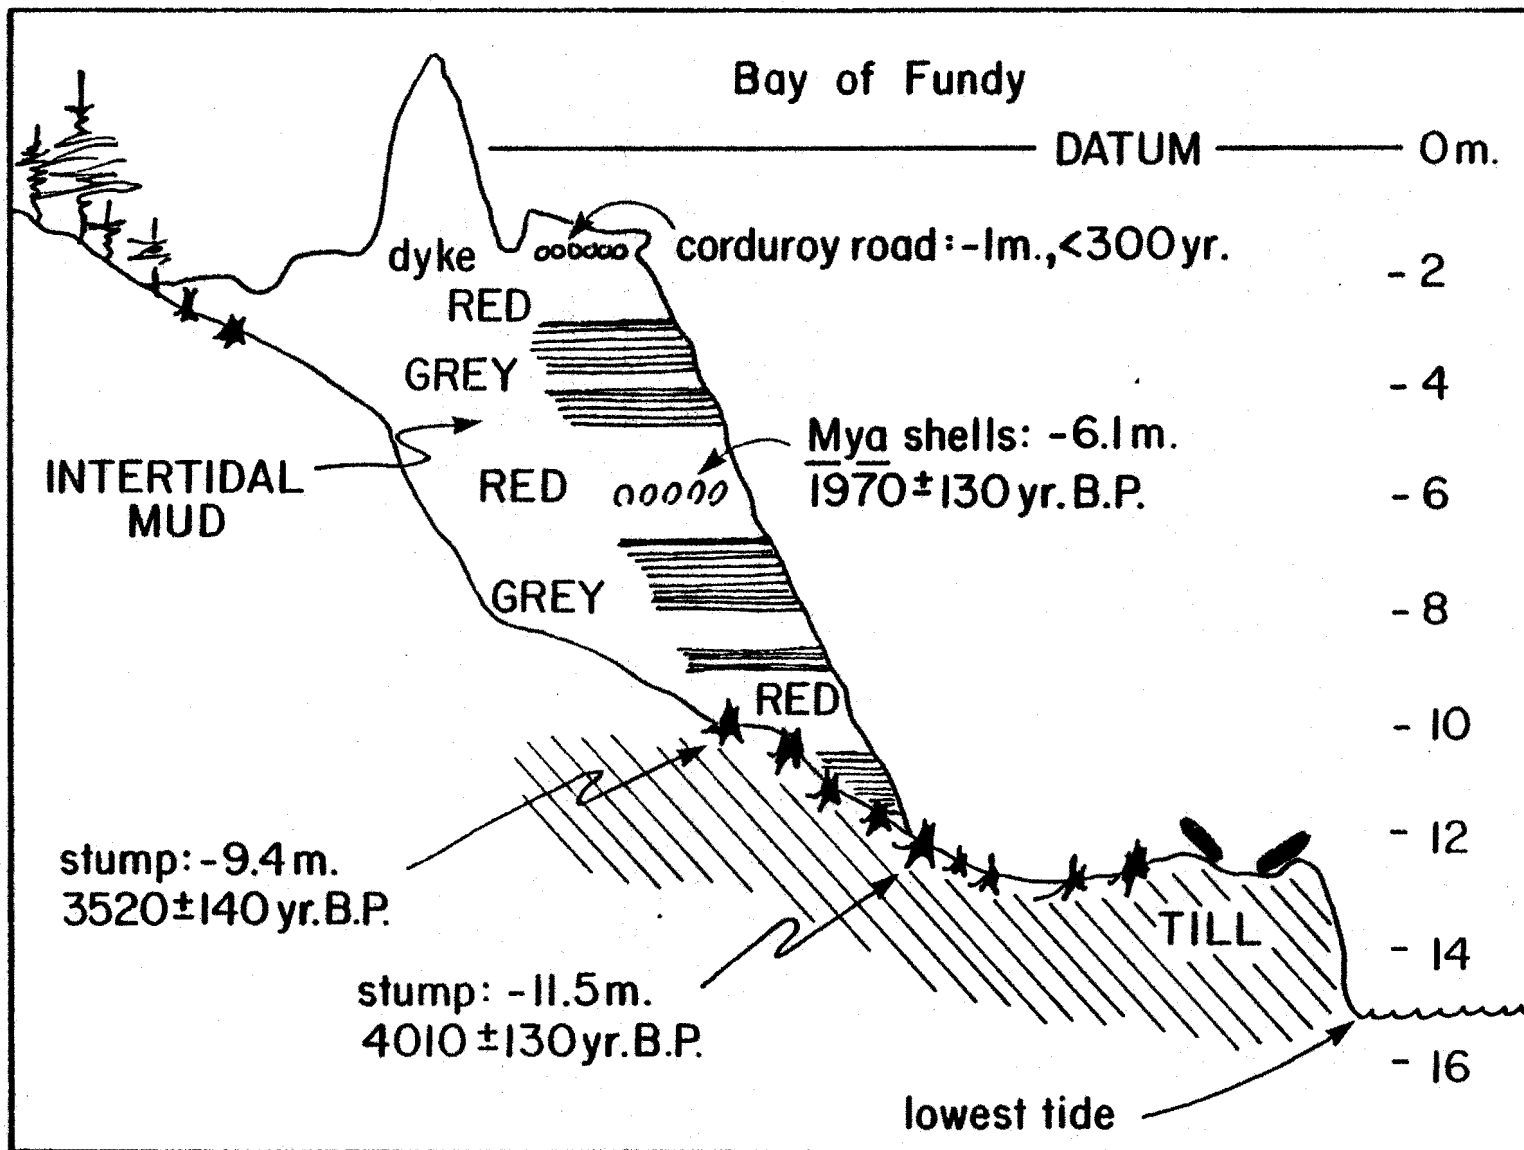 Bay of Fundy
DATUM
0 m.
dyke
corduroy road: -1m., <300 yr.
- 2
RED
GREY
- 4
Mya shells: -6.1 m.
1970 ± 130 yr. B.P.
INTERTIDAL
MUD
RED
- 6
GREY
- 8
RED
- 10
stump: -9.4 m.
3520 ± 140 yr. B.P.
- 12
TILL
- 14
stump: -11.5 m.
4010 ± 130 yr. B.P.
- 16
lowest tide